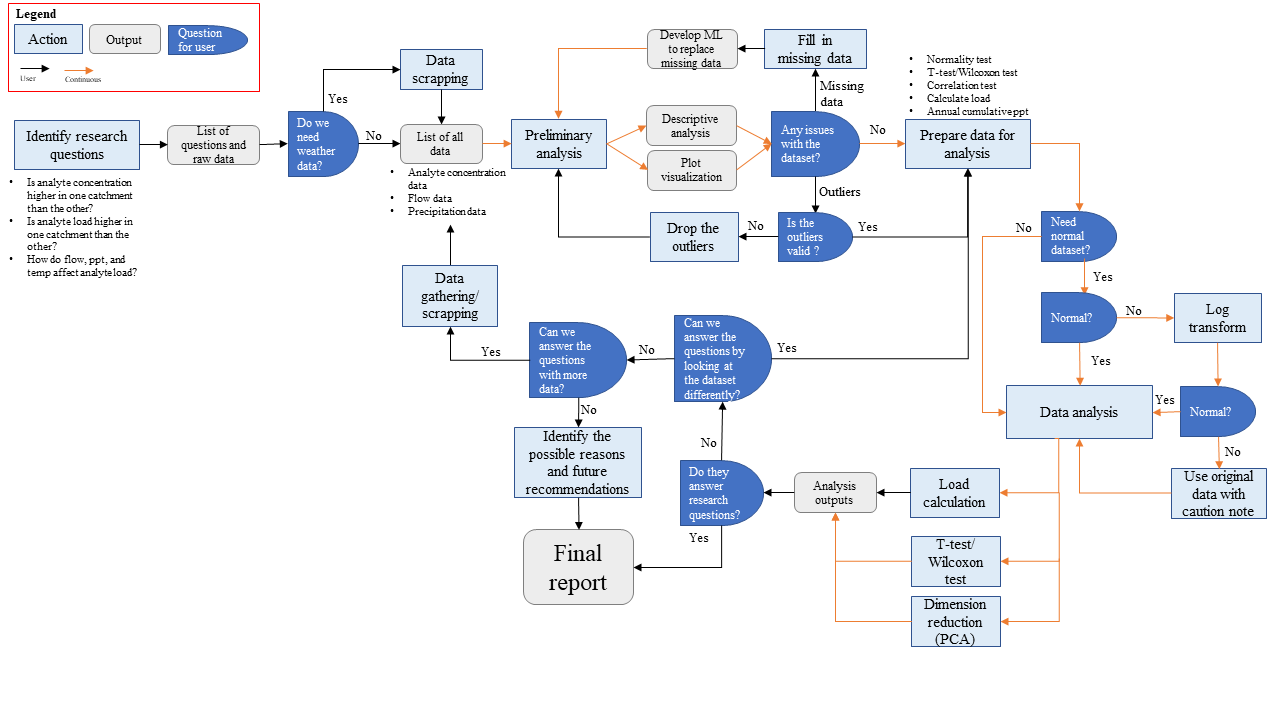 Legend
Action
Output
Question
for user
User
Continuous
Identify research
questions
• Is analyte concentration
higher in one catchment
than the other?
• Is analyte load higher in
one catchment than the
other?
• How do flow, ppt, and
temp affect analyte load?
List of
questions and
raw data
Do we
need
weather
data?
Yes
No
Data
scrapping
List of all
data
• Analyte concentration
data
• Flow data
• Precipitation data
Data
gathering/
scrapping
Preliminary
analysis
Develop ML
to replace
missing data
Fill in
missing data
Descriptive
analysis
Plot
visualization
Missing
data
Any issues
with the
dataset?
No
Outliers
Drop the
outliers
No
Is the
outliers
valid ?
Yes
• Normality test
• T-test/Wilcoxon test
• Correlation test
• Calculate load
• Annual cumulative ppt
Prepare data for
analysis
Need
normal
dataset?
No
Yes
Normal?
No
Log
transform
Yes
Data analysis
Yes
Normal?
No
Use original
data with
caution note
Load
calculation
T-test/
Wilcoxon
test
Dimension
reduction
(PCA)
Analysis
outputs
Do they
answer
research
questions?
No
Yes
Can we
answer the
questions by
looking at
the dataset
differently?
Yes
No
Can we
answer the
questions
with more
data?
Yes
No
Identify the
possible reasons
and future
recommendations
Final
report